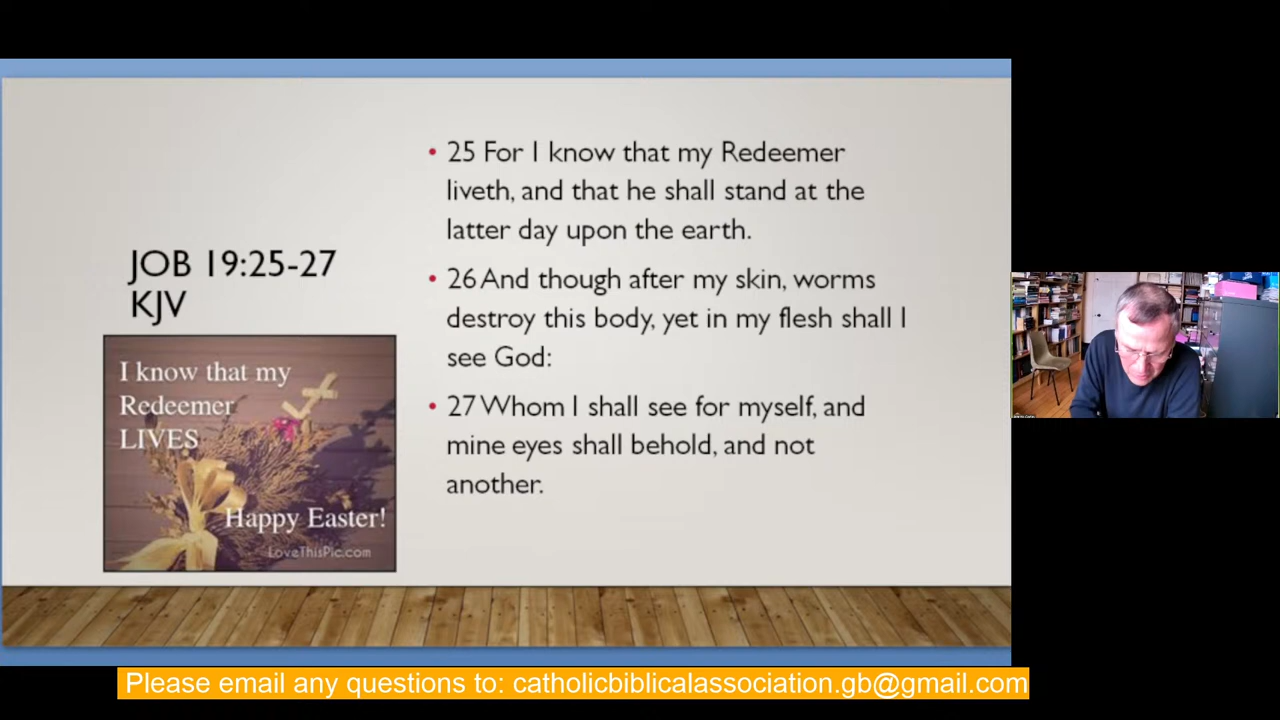 JOB 19:25-27
KJV
I know that my
Redeemer
LIVES
Happy Easter!
LoveThisPic.com
• 25 For I know that my Redeemer
liveth, and that he shall stand at the
latter day upon the earth.
• 26 And though after my skin, worms
destroy this body, yet in my flesh shall I
see God:
• 27 Whom I shall see for myself, and
mine eyes shall behold, and not
another.
Please email any questions to: catholicbiblicalassociation.gb@gmail.com